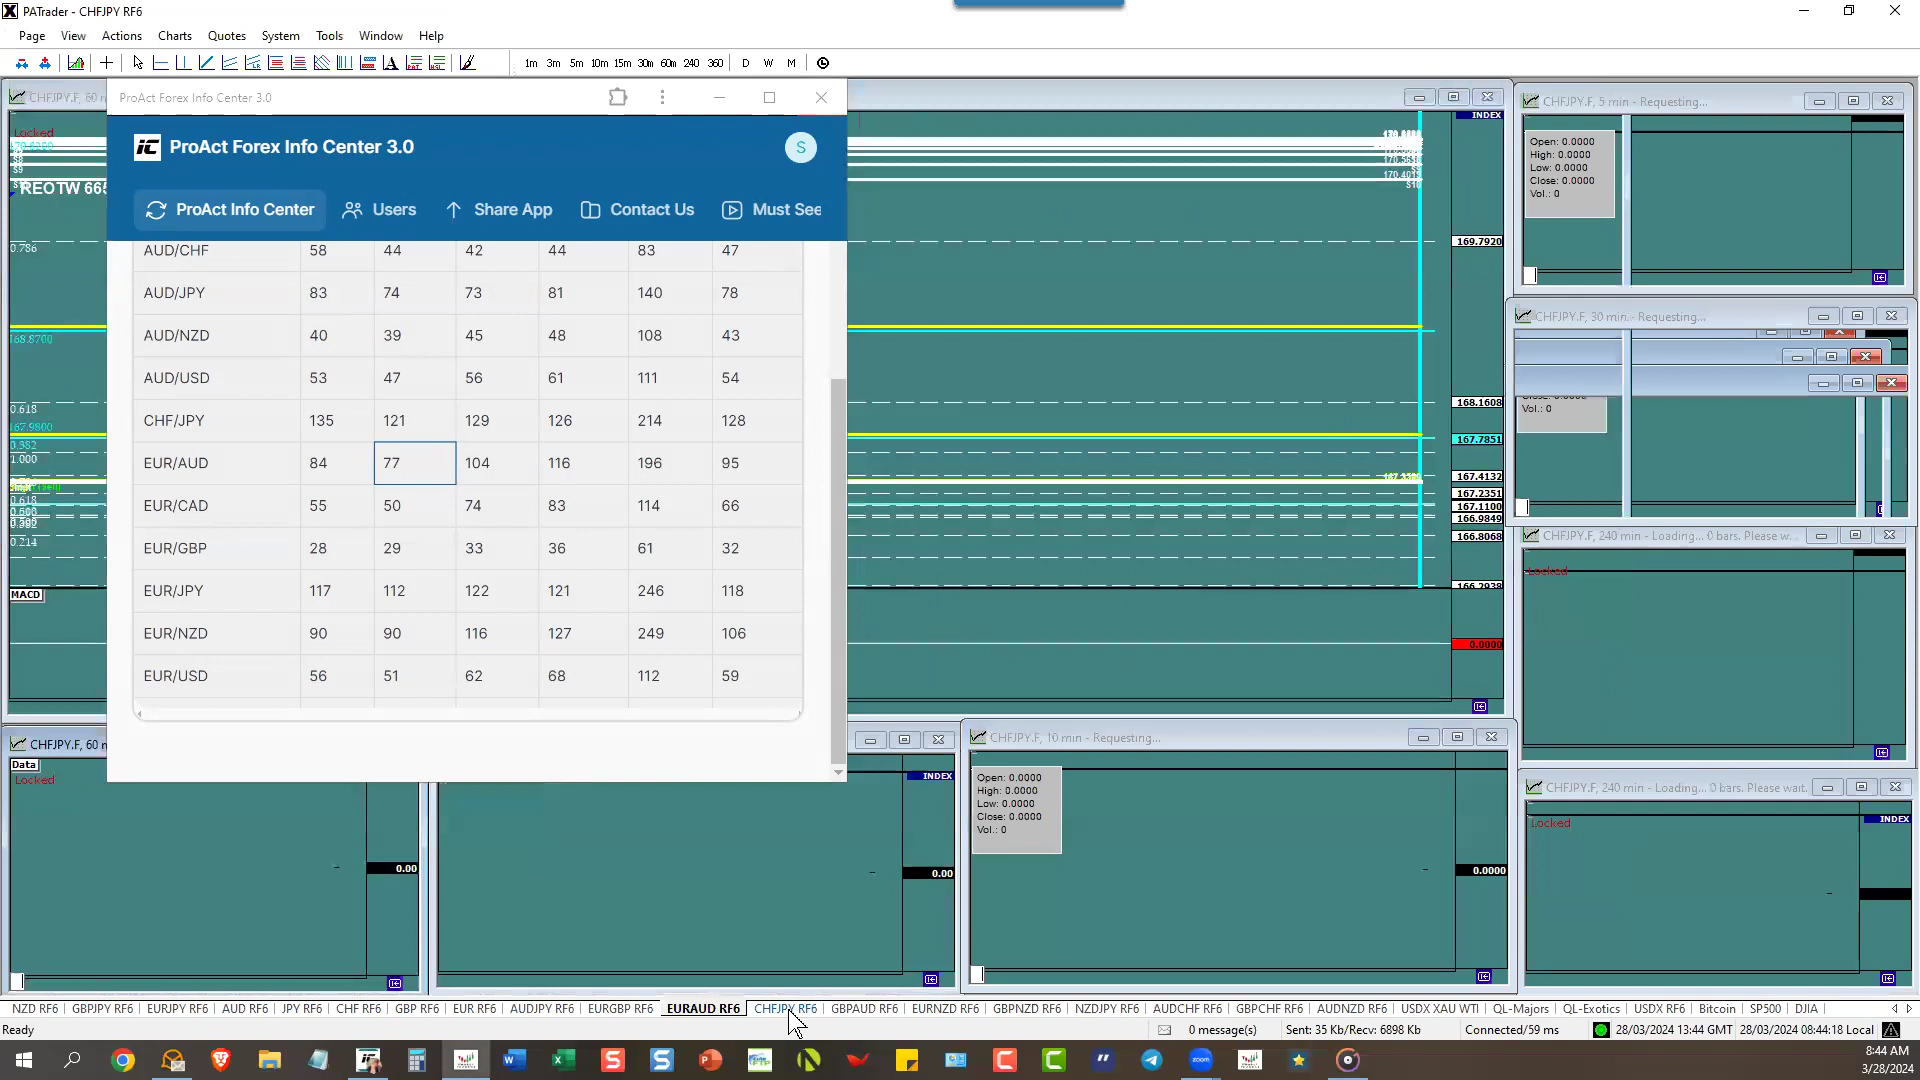 PATrader - CHFJPY RF6
Page View Actions Charts Quotes System Tools Window Help
1m 3m 5m 10m 15m 30m 60m 240 360 D W M
CHFJPY.F, 60 m
ProAct Forex Info Center 3.0
INDEX
CHFJPY.F, 5 min - Requesting...
iC ProAct Forex Info Center 3.0
S
ProAct Info Center Users Share App Contact Us Must See
AUD/CHF 58 44 42 44 83 47
AUD/JPY 83 74 73 81 140 78
AUD/NZD 40 39 45 48 108 43
AUD/USD 53 47 56 61 111 54
CHF/JPY 135 121 129 126 214 128
EUR/AUD 84 77 104 116 196 95
EUR/CAD 55 50 74 83 114 66
EUR/GBP 28 29 33 36 61 32
EUR/JPY 117 112 122 121 246 118
EUR/NZD 90 90 116 127 249 106
EUR/USD 56 51 62 68 112 59
Locked
S9
REOTW 665
0.786
168.8700
0.618
167.9800
0.382
1.000
0.618
0.214
MACD
170.4019
S10
169.7920
168.1608
167.7851
167.4132
167.2351
167.1100
166.9849
166.8068
166.2938
0.0000
Open: 0.0000
High: 0.0000
Low: 0.0000
Close: 0.0000
Vol.: 0
CHFJPY.F, 30 min - Requesting...
Vol.: 0
CHFJPY.F, 240 min - Loading... 0 bars. Please w...
Locked
CHFJPY.F, 60 m
Data
Locked
0.00
INDEX
0.00
CHFJPY.F, 10 min - Requesting...
Open: 0.0000
High: 0.0000
Low: 0.0000
Close: 0.0000
Vol.: 0
0.0000
CHFJPY.F, 240 min - Loading... 0 bars. Please wait.
INDEX
Locked
NZD RF6 GBPJPY RF6 EURJPY RF6 AUD RF6 JPY RF6 CHF RF6 GBP RF6 EUR RF6 AUDJPY RF6 EURGBP RF6 EURAUD RF6 CHFJPY RF6 GBPAUD RF6 EURNZD RF6 GBPNZD RF6 NZDJPY RF6 AUDCHF RF6 GBPCHF RF6 AUDNZD RF6 USDX XAU WTI QL-Majors QL-Exotics USDX RF6 Bitcoin SP500 DJIA
Ready 0 message(s) Sent: 35 Kb/Recv: 6898 Kb Connected/59 ms 28/03/2024 13:44 GMT 28/03/2024 08:44:18 Local
8:44 AM
3/28/2024